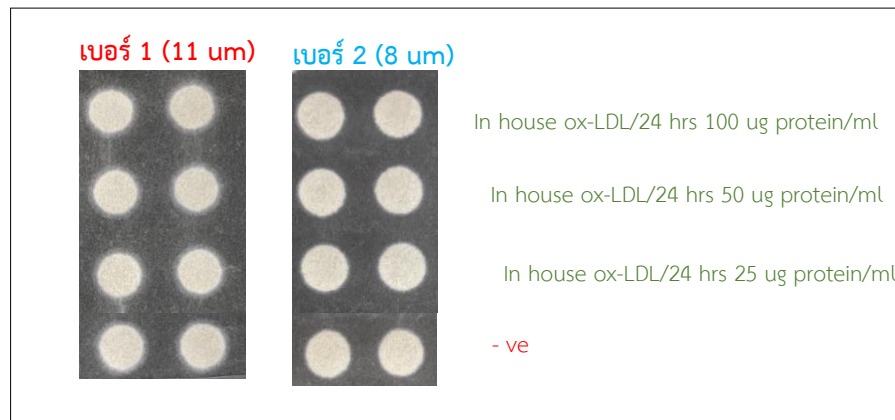 เบอร์ 1 (11 um)
เบอร์ 2 (8 um)
In house ox-LDL/24 hrs 100 ug protein/ml
In house ox-LDL/24 hrs 50 ug protein/ml
In house ox-LDL/24 hrs 25 ug protein/ml
- ve